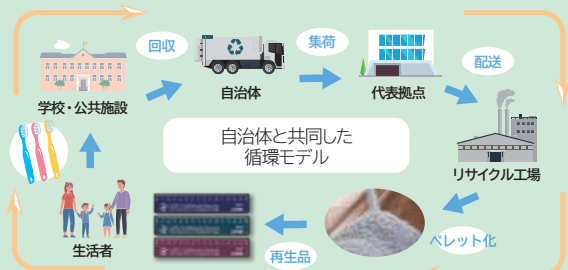 回収
集荷
配送
学校・公共施設
自治体
代表拠点
自治体と共同した
循環モデル
リサイクル工場
生活者
再生品
ペレット化